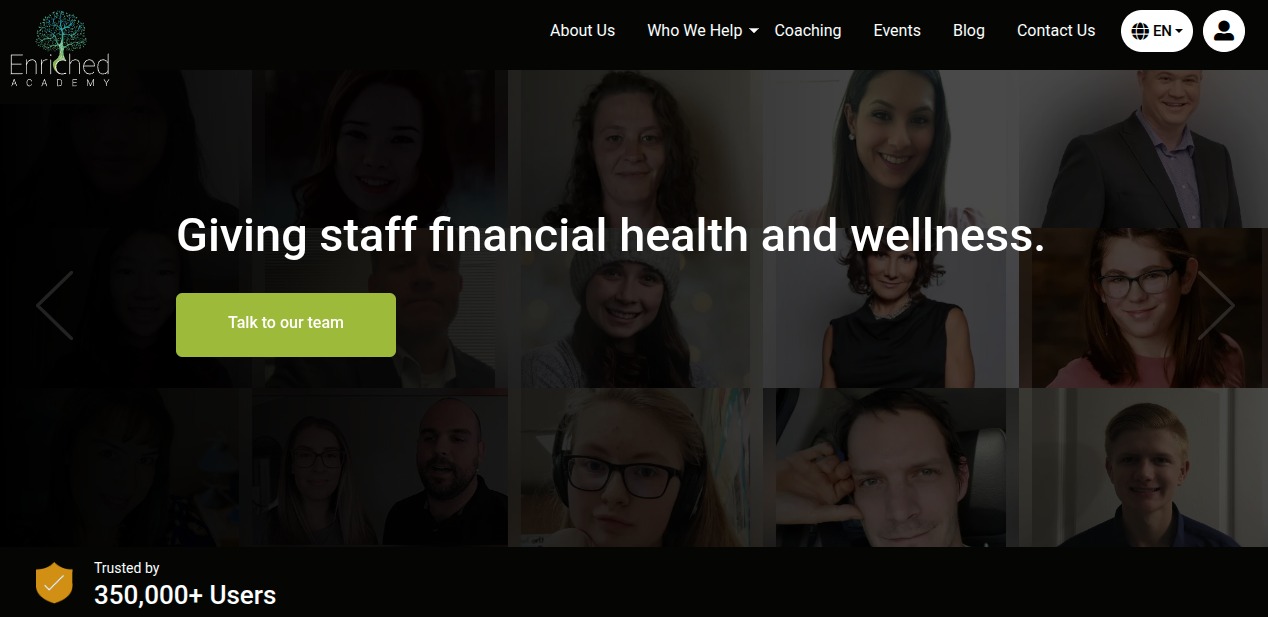 Enriched
ACADEMY
About Us
Who We Help
Coaching
Events
Blog
Contact Us
EN
Giving staff financial health and wellness.
Talk to our team
Trusted by
350,000+ Users